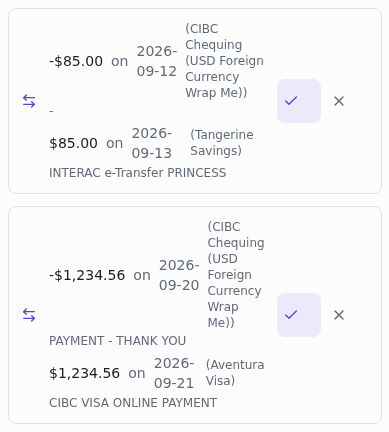 -$85.00 on 2026-
09-12 (CIBC
Chequing
(USD Foreign
Currency
Wrap Me))
-
$85.00 on 2026-
09-13 (Tangerine
Savings)
INTERAC e-Transfer PRINCESS
-$1,234.56 on 2026-
09-20 (CIBC
Chequing
(USD
Foreign
Currency
Wrap
Me))
PAYMENT - THANK YOU
$1,234.56 on 2026-
09-21 (Aventura
Visa)
CIBC VISA ONLINE PAYMENT